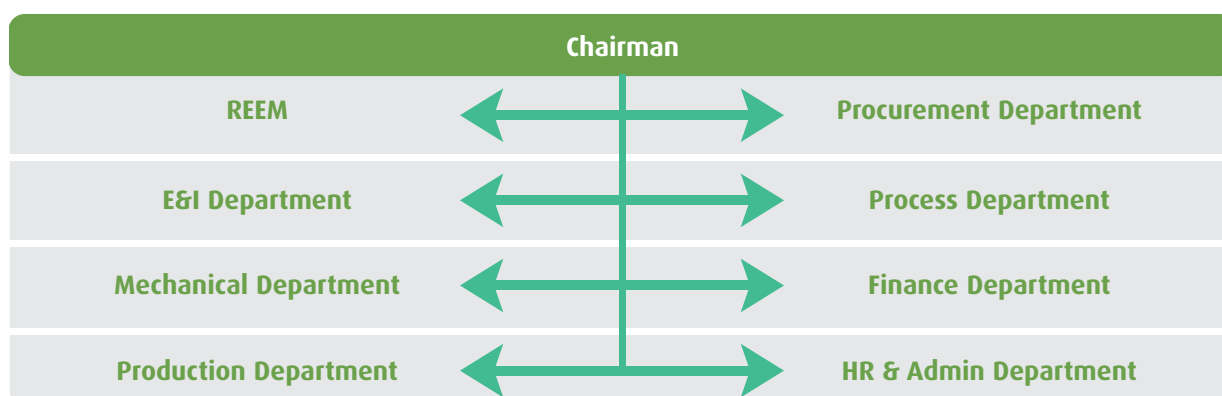 Chairman
REEM
Procurement Department
E&I Department
Process Department
Mechanical Department
Finance Department
Production Department
HR & Admin Department